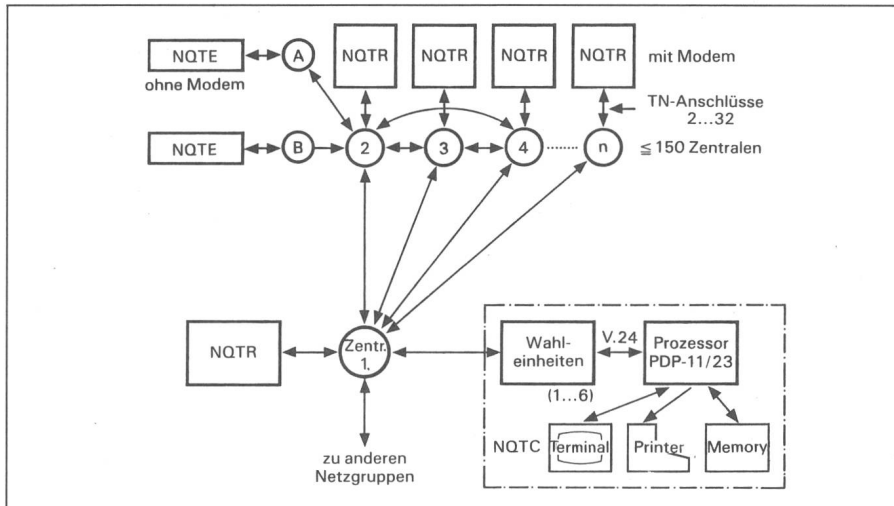 NQTE
A
NQTR
NQTR
NQTR
NQTR
mit Modem
ohne Modem
TN-Anschlüsse
2...32
NQTE
B
2
3
4
n
≦ 150 Zentralen
NQTR
Zentr.
1.
Wahl-
einheiten
V.24
Prozessor
PDP-11/23
(1...6)
NQTC
Terminal
Printer
Memory
zu anderen
Netzgruppen